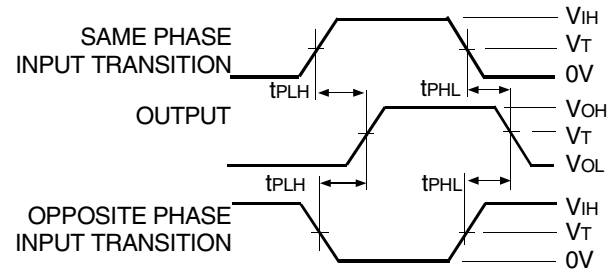 SAME PHASE
INPUT TRANSITION
VIH
VT
0V
tPLH
tPHL
OUTPUT
VOH
VT
VOL
tPLH
tPHL
OPPOSITE PHASE
INPUT TRANSITION
VIH
VT
0V